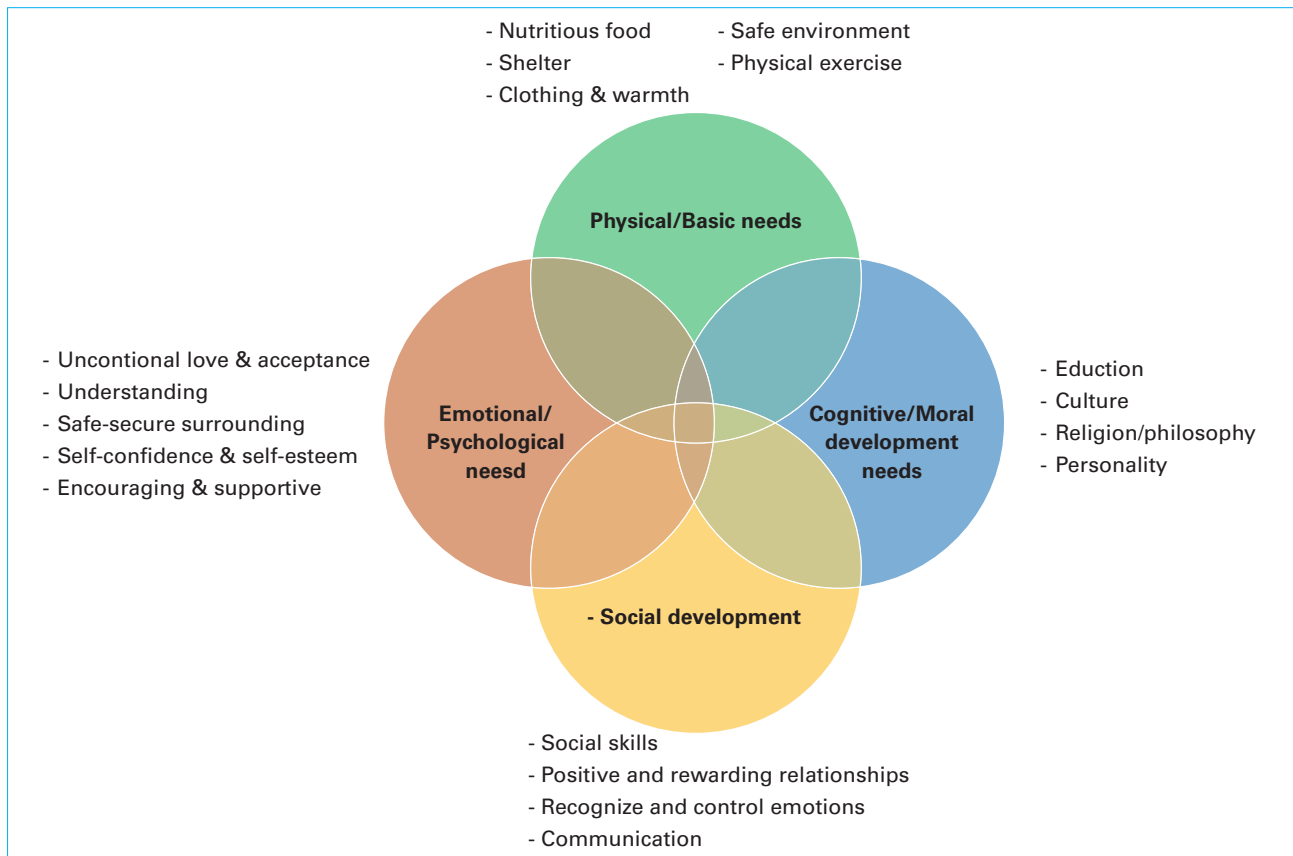 - Nutritious food
- Shelter
- Clothing & warmth
- Safe environment
- Physical exercise
Physical/Basic needs
- Uncontional love & acceptance
- Understanding
- Safe-secure surrounding
- Self-confidence & self-esteem
- Encouraging & supportive
Emotional/
Psychological
neesd
Cognitive/Moral
development
needs
- Eduction
- Culture
- Religion/philosophy
- Personality
- Social development
- Social skills
- Positive and rewarding relationships
- Recognize and control emotions
- Communication